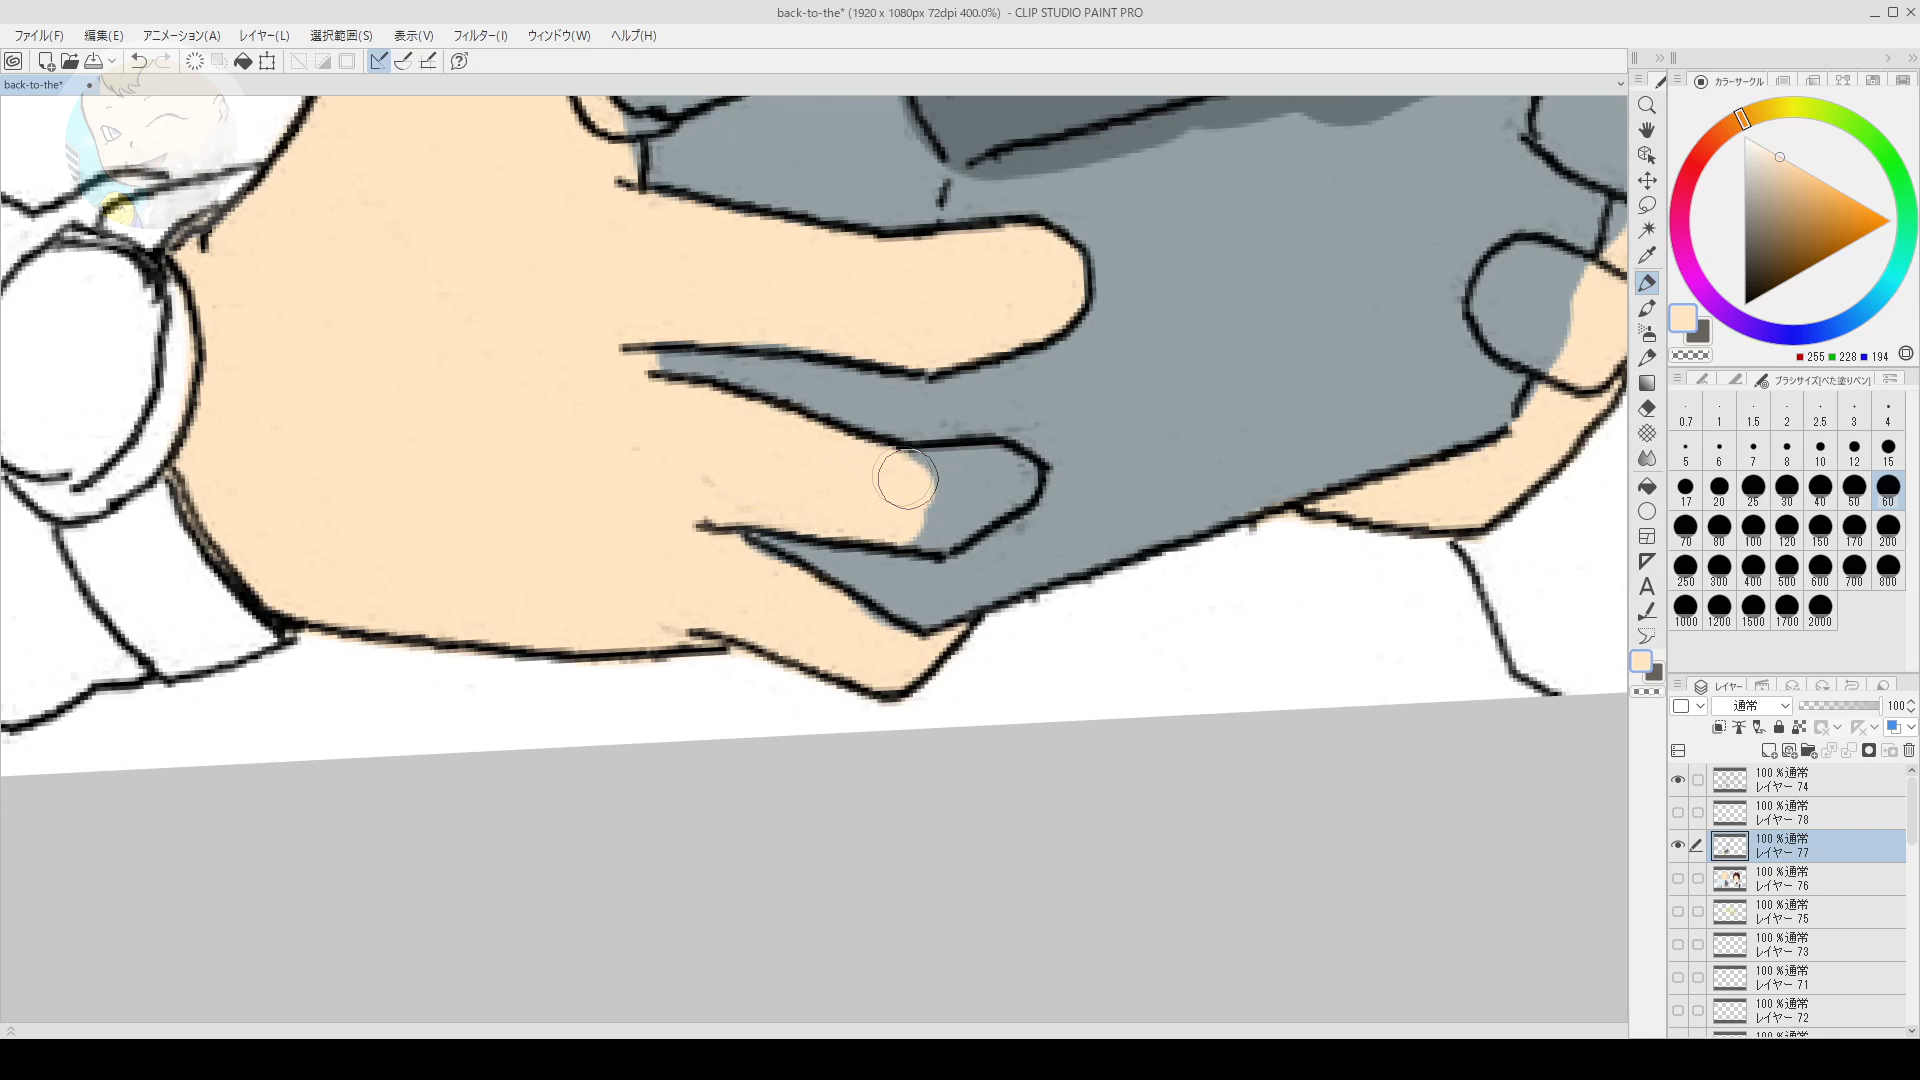 back-to-the* (1920 x 1080px 72dpi 400.0%) - CLIP STUDIO PAINT PRO
ファイル(F) 編集(E) アニメーション(A) レイヤー(L) 選択範囲(S) 表示(V) フィルター(I) ウィンドウ(W) ヘルプ(H)
back-to-the*
カラーサークル
255 228 194
ブラシサイズ[べた塗りペン]
0.7 1 1.5 2 2.5 3 4
5 6 7 8 10 12 15
17 20 25 30 40 50 60
70 80 100 120 150 170 200
250 300 400 500 600 700 800
1000 1200 1500 1700 2000
レイヤー
通常 100
100 %通常
レイヤー 74
100 %通常
レイヤー 78
100 %通常
レイヤー 77
100 %通常
レイヤー 76
100 %通常
レイヤー 75
100 %通常
レイヤー 73
100 %通常
レイヤー 71
100 %通常
レイヤー 72